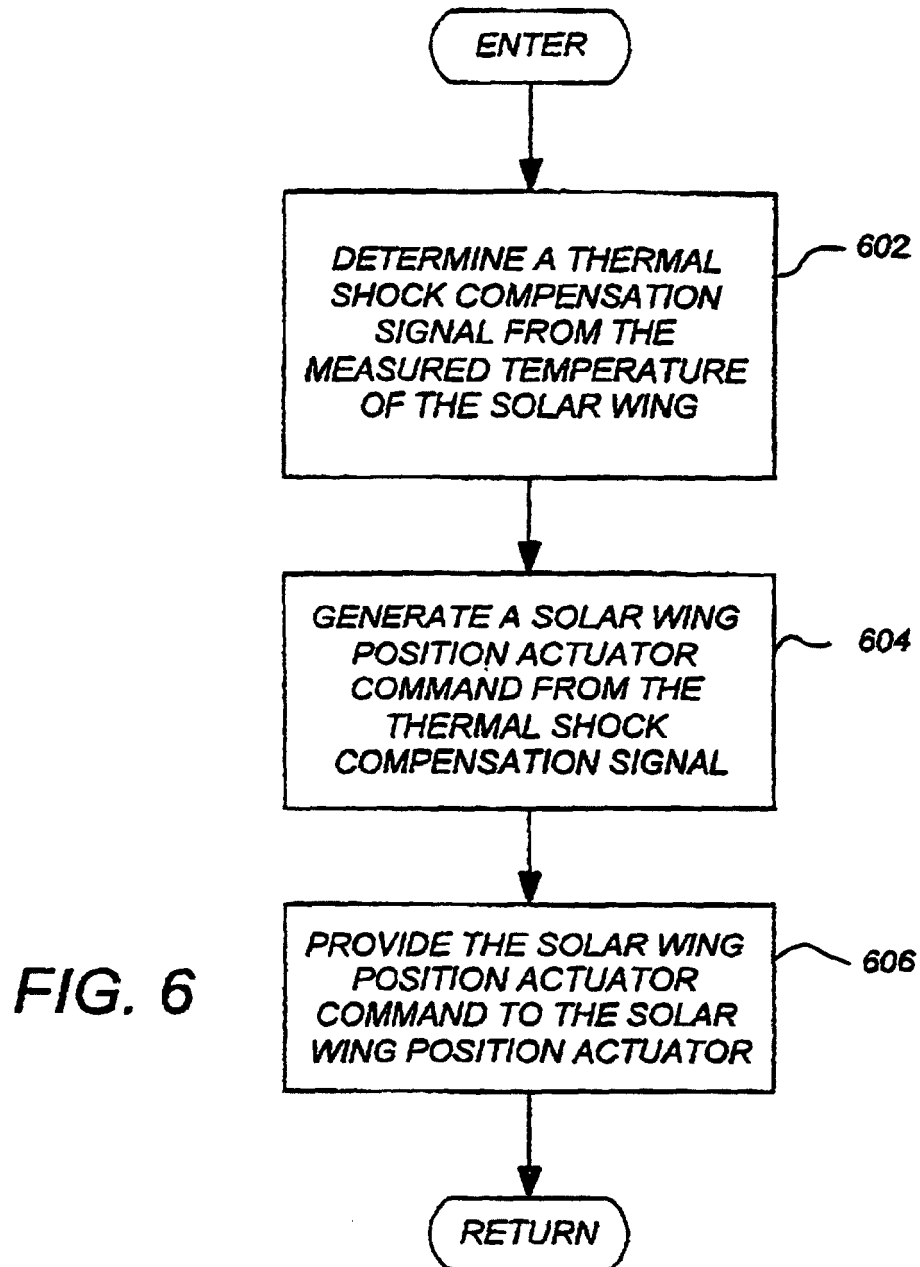 ENTER
DETERMINE A THERMAL
SHOCK COMPENSATION
SIGNAL FROM THE
MEASURED TEMPERATURE
OF THE SOLAR WING
602
GENERATE A SOLAR WING
POSITION ACTUATOR
COMMAND FROM THE
THERMAL SHOCK
COMPENSATION SIGNAL
604
PROVIDE THE SOLAR WING
POSITION ACTUATOR
COMMAND TO THE SOLAR
WING POSITION ACTUATOR
606
FIG. 6
RETURN